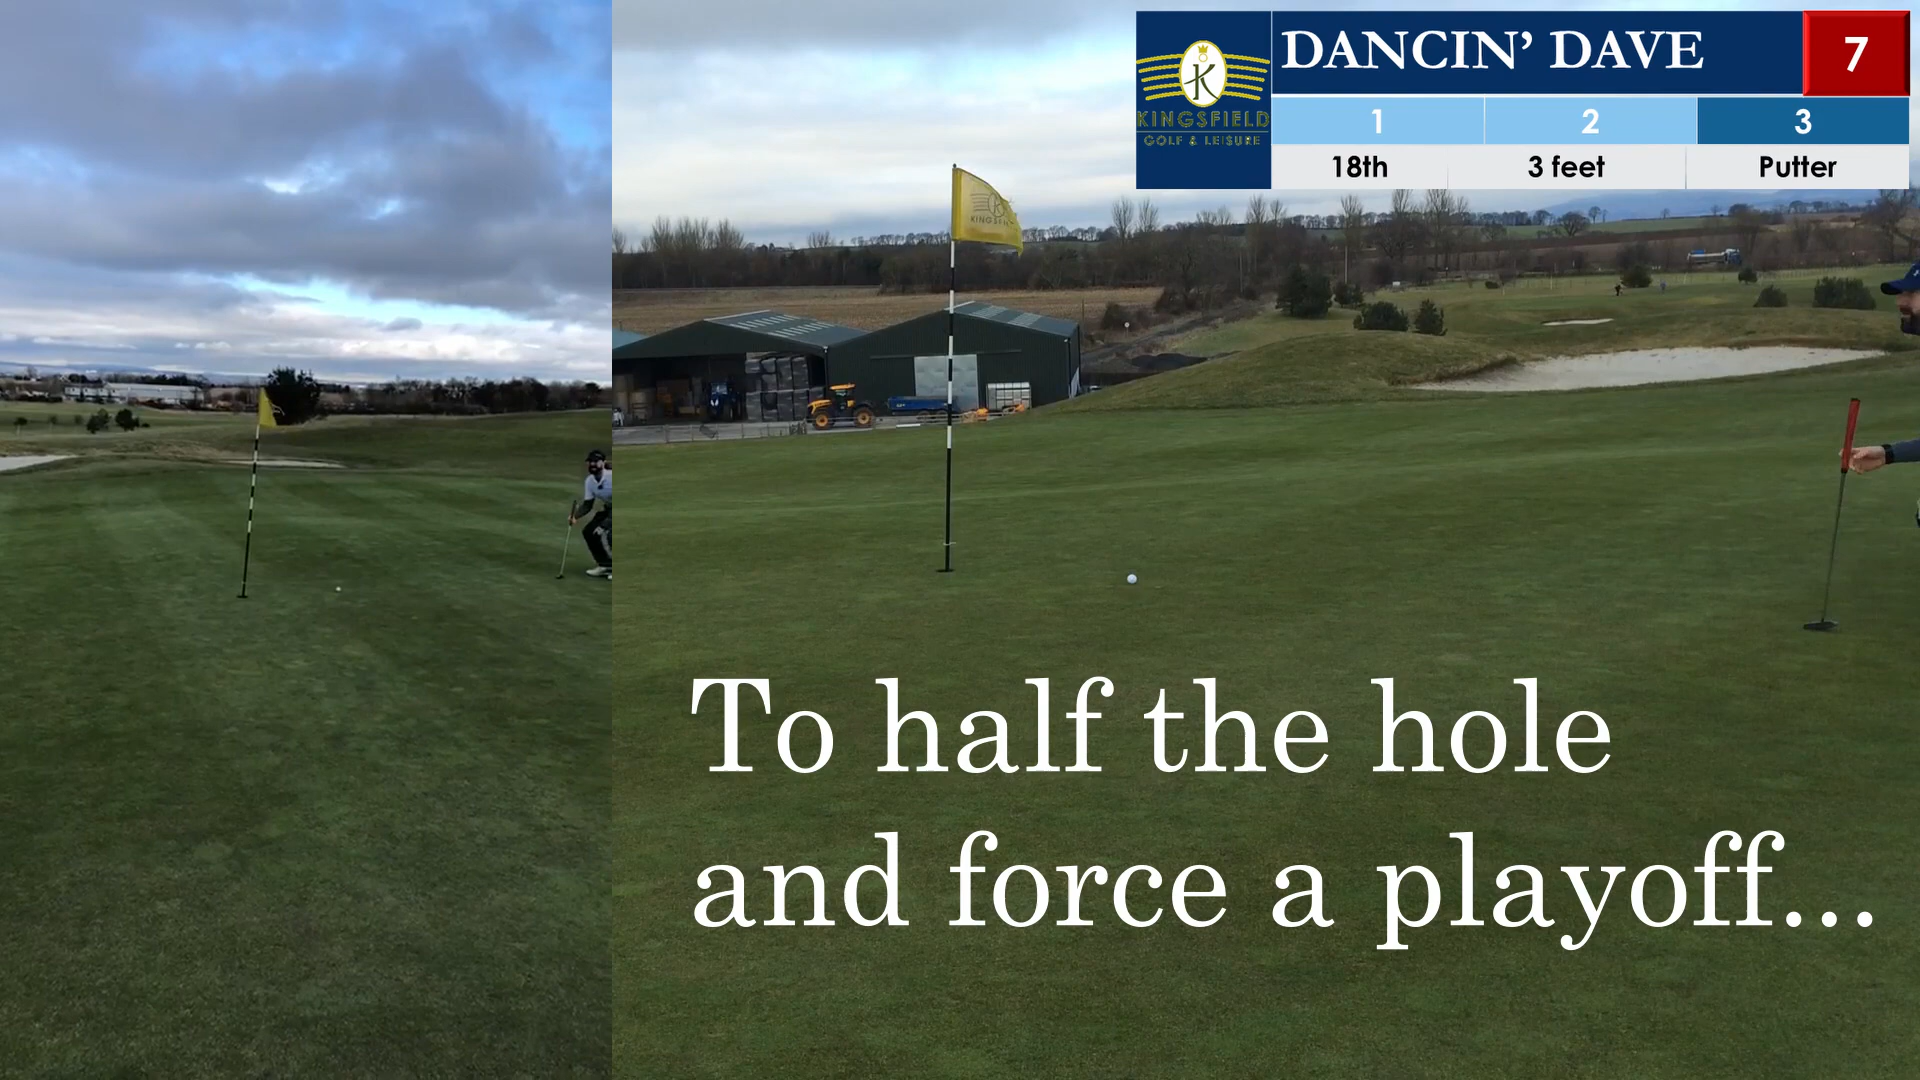 DANCIN’ DAVE
7
K
KINGSFIELD
GOLF & LEISURE
1 2 3
18th 3 feet Putter
K
KINGSFIELD
To half the hole
and force a playoff...